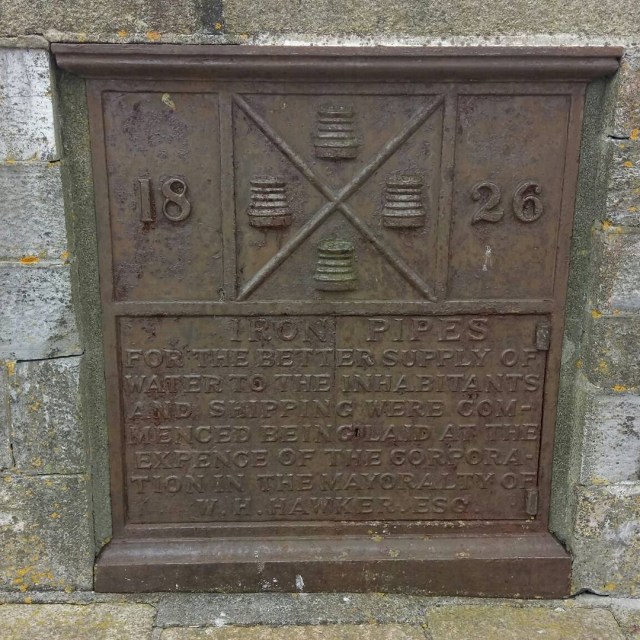 18 26
IRON PIPES
FOR THE BETTER SUPPLY OF
WATER TO THE INHABITANTS
AND SHIPPING WERE COM-
MENCED BEING LAID AT THE
EXPENCE OF THE CORPORA-
TION IN THE MAYORALITY OF
W. H. HAWKER. ESQ.